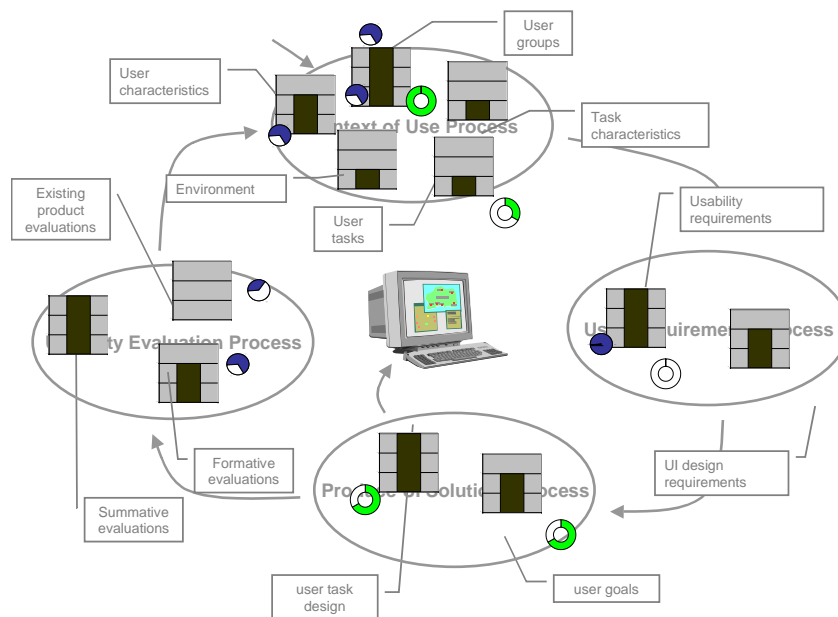 User
groups
User
characteristics
Task
characteristics
ntext of Use Process
Environment
User
tasks
Existing
product
evaluations
Usability
requirements
U
ty Evaluation Process
Us
quirement
ocess
Formative
evaluations
UI design
requirements
Pro
e of Solutio
rocess
Summative
evaluations
user task
design
user goals